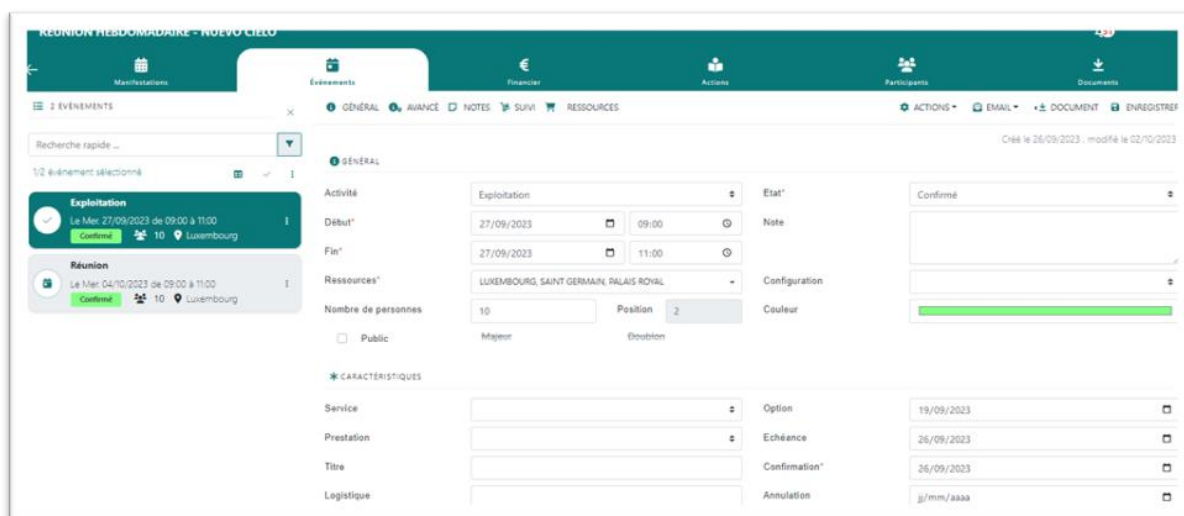 RÉUNION HEBDOMADAIRE - NUEVO CIELO
Manifestations
Événements
Financier
Actions
Participants
Documents
2 ÉVÈNEMENTS
GÉNÉRAL AVANCÉ NOTES SUIVI RESSOURCES
ACTIONS EMAIL DOCUMENT ENREGISTRER
Recherche rapide ...
Créé le 26/09/2023 , modifié le 02/10/2023
1/2 événement sélectionné
GÉNÉRAL
Exploitation
Le Mer. 27/09/2023 de 09:00 à 11:00
Confirmé 10 Luxembourg
Réunion
Le Mer. 04/10/2023 de 09:00 à 11:00
Confirmé 10 Luxembourg
Activité Exploitation Etat* Confirmé
Début* 27/09/2023 09:00 Note
Fin* 27/09/2023 11:00
Ressources* LUXEMBOURG, SAINT GERMAIN, PALAIS ROYAL Configuration
Nombre de personnes 10 Position 2 Couleur
Public Majeur Doublon
CARACTÉRISTIQUES
Service Option 19/09/2023
Prestation Echéance 26/09/2023
Titre Confirmation* 26/09/2023
Logistique Annulation jj/mm/aaaa